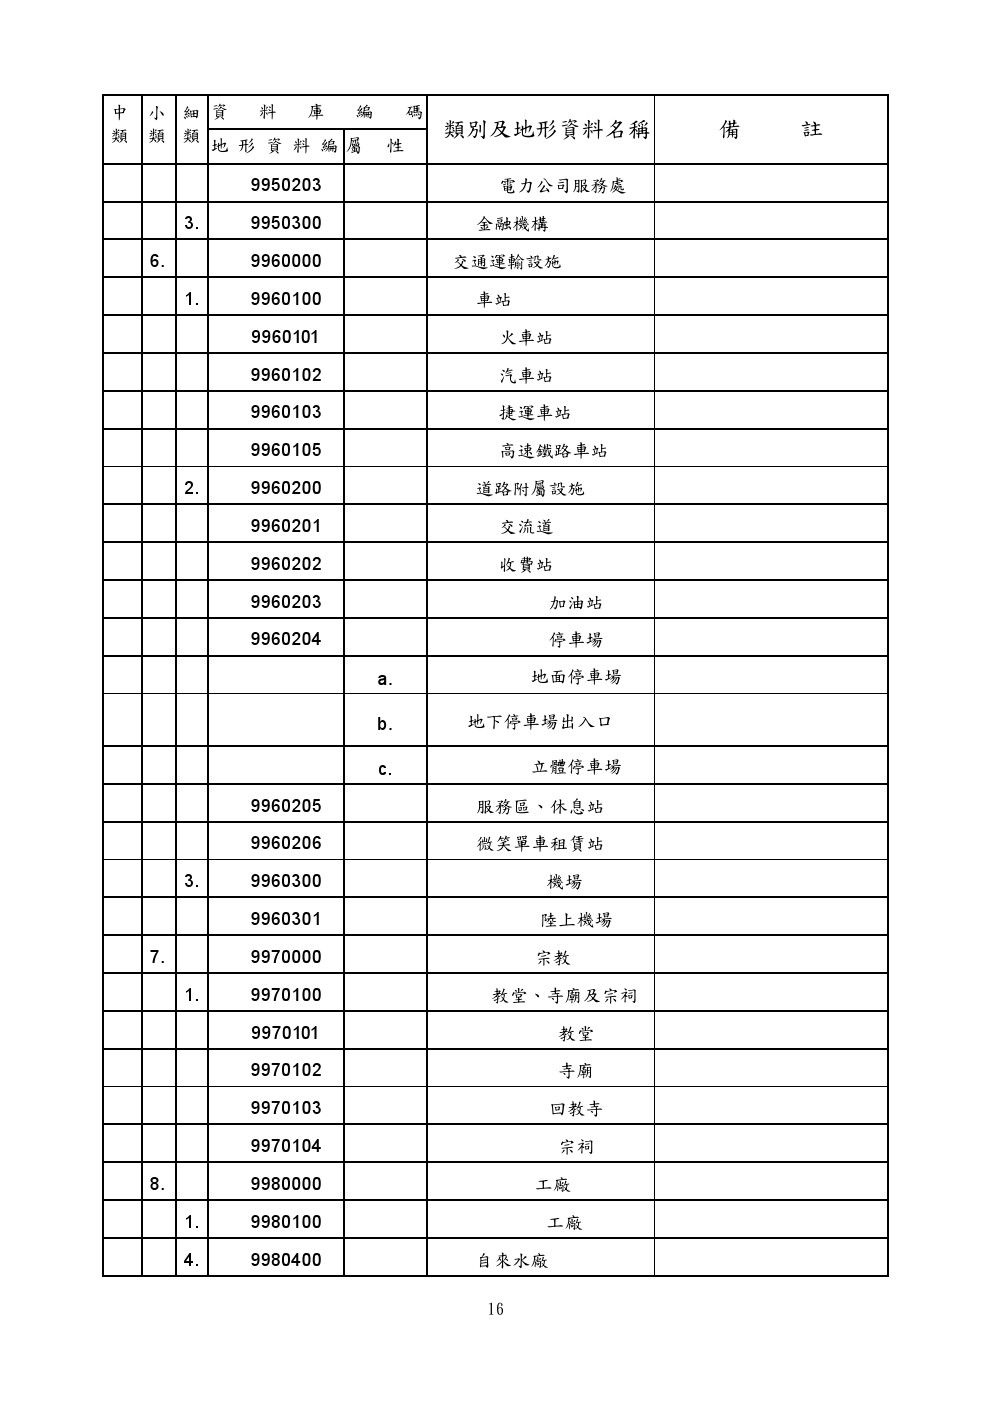 中類 小類 細類 資料庫編碼 類別及地形資料名稱 備註
地形資料編 屬性
9950203 電力公司服務處
3. 9950300 金融機構
6. 9960000 交通運輸設施
1. 9960100 車站
9960101 火車站
9960102 汽車站
9960103 捷運車站
9960105 高速鐵路車站
2. 9960200 道路附屬設施
9960201 交流道
9960202 收費站
9960203 加油站
9960204 停車場
a. 地面停車場
b. 地下停車場出入口
c. 立體停車場
9960205 服務區、休息站
9960206 微笑單車租賃站
3. 9960300 機場
9960301 陸上機場
7. 9970000 宗教
1. 9970100 教堂、寺廟及宗祠
9970101 教堂
9970102 寺廟
9970103 回教寺
9970104 宗祠
8. 9980000 工廠
1. 9980100 工廠
4. 9980400 自來水廠
16